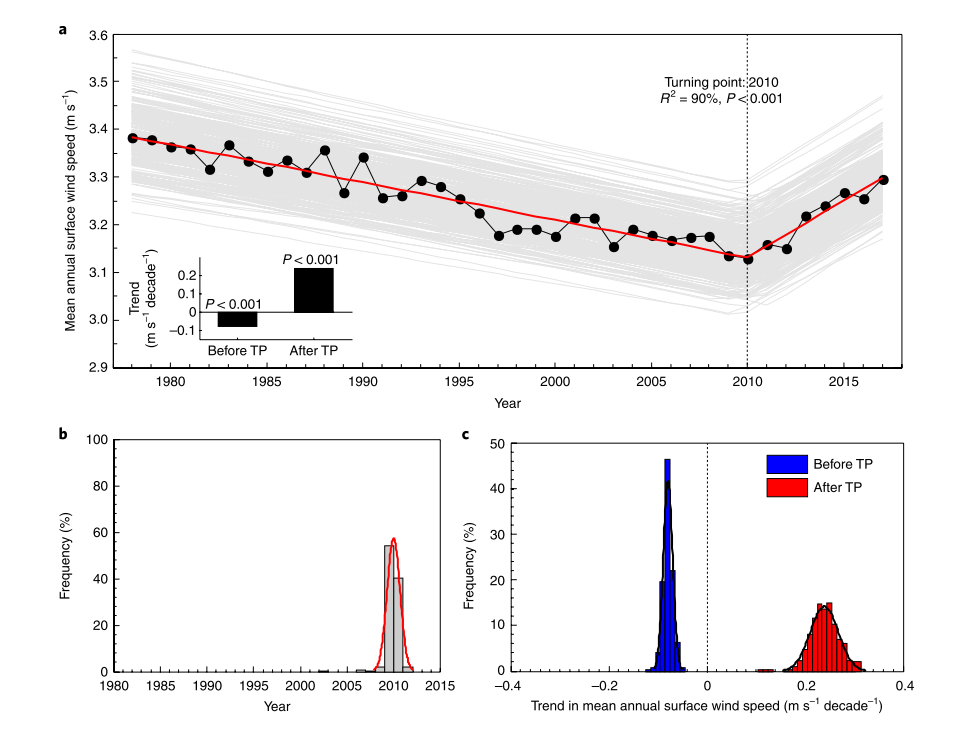 a
3.6
3.5
3.4
3.3
3.2
3.1
3.0
2.9
Mean annual surface wind speed (m s⁻¹)
Turning point: 2010
R² = 90%, P < 0.001
Trend
(m s⁻¹ decade⁻¹)
0.2
0.1
0
−0.1
P < 0.001
P < 0.001
Before TP After TP
1980 1985 1990 1995 2000 2005 2010 2015
Year
b
100
80
60
40
20
0
Frequency (%)
1980 1985 1990 1995 2000 2005 2010 2015
Year
c
50
40
30
20
10
0
Frequency (%)
Before TP
After TP
−0.4 −0.2 0 0.2 0.4
Trend in mean annual surface wind speed (m s⁻¹ decade⁻¹)